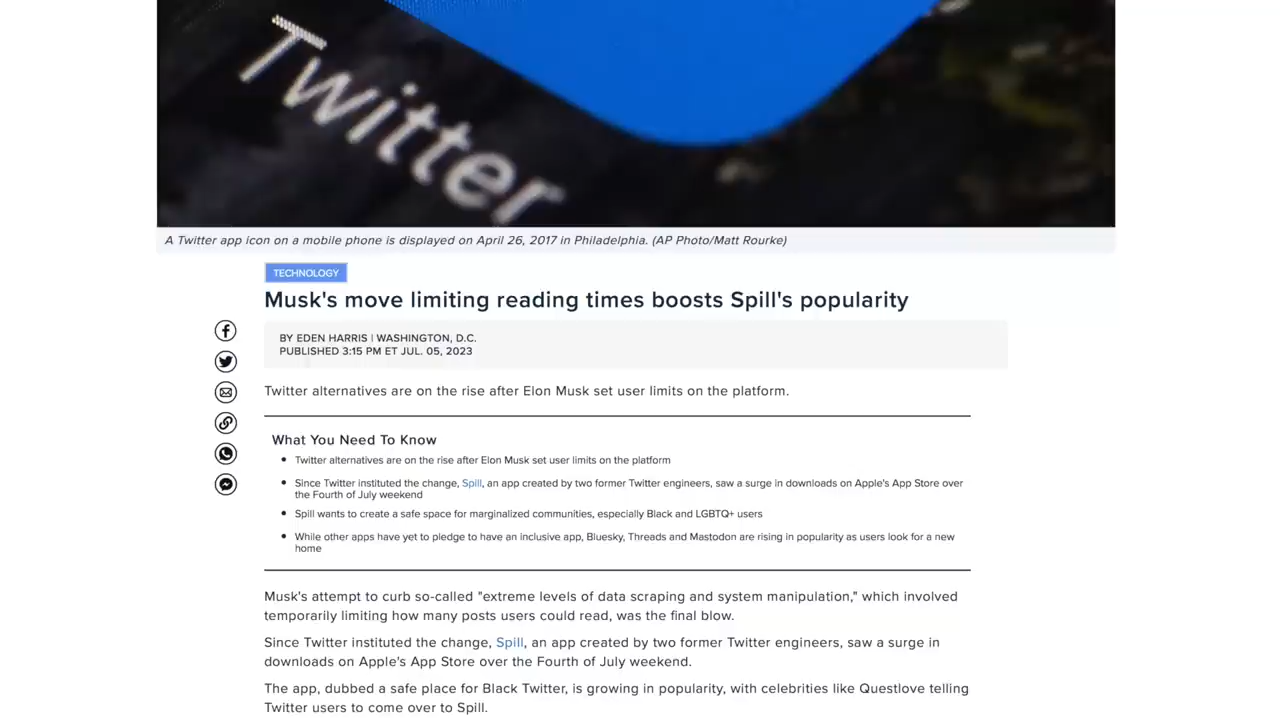 Twitter
A Twitter app icon on a mobile phone is displayed on April 26, 2017 in Philadelphia. (AP Photo/Matt Rourke)
TECHNOLOGY
Musk's move limiting reading times boosts Spill's popularity
BY EDEN HARRIS | WASHINGTON, D.C.
PUBLISHED 3:15 PM ET JUL. 05, 2023
Twitter alternatives are on the rise after Elon Musk set user limits on the platform.
What You Need To Know
• Twitter alternatives are on the rise after Elon Musk set user limits on the platform
• Since Twitter instituted the change, Spill, an app created by two former Twitter engineers, saw a surge in downloads on Apple's App Store over
the Fourth of July weekend
• Spill wants to create a safe space for marginalized communities, especially Black and LGBTQ+ users
• While other apps have yet to pledge to have an inclusive app, Bluesky, Threads and Mastodon are rising in popularity as users look for a new
home
Musk's attempt to curb so-called "extreme levels of data scraping and system manipulation," which involved
temporarily limiting how many posts users could read, was the final blow.
Since Twitter instituted the change, Spill, an app created by two former Twitter engineers, saw a surge in
downloads on Apple's App Store over the Fourth of July weekend.
The app, dubbed a safe place for Black Twitter, is growing in popularity, with celebrities like Questlove telling
Twitter users to come over to Spill.